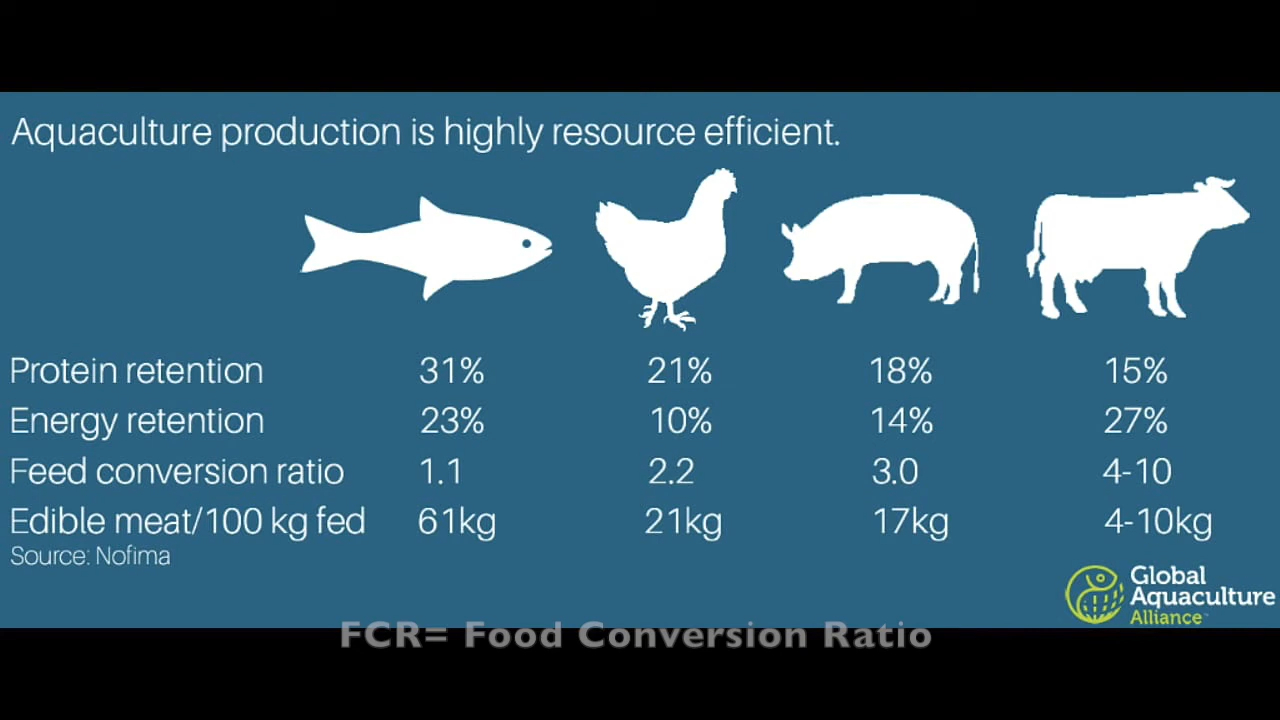 Aquaculture production is highly resource efficient.
Protein retention 31% 21% 18% 15%
Energy retention 23% 10% 14% 27%
Feed conversion ratio 1.1 2.2 3.0 4-10
Edible meat/100 kg fed 61kg 21kg 17kg 4-10kg
Source: Nofima
Global
Aquaculture
Alliance™
FCR= Food Conversion Ratio